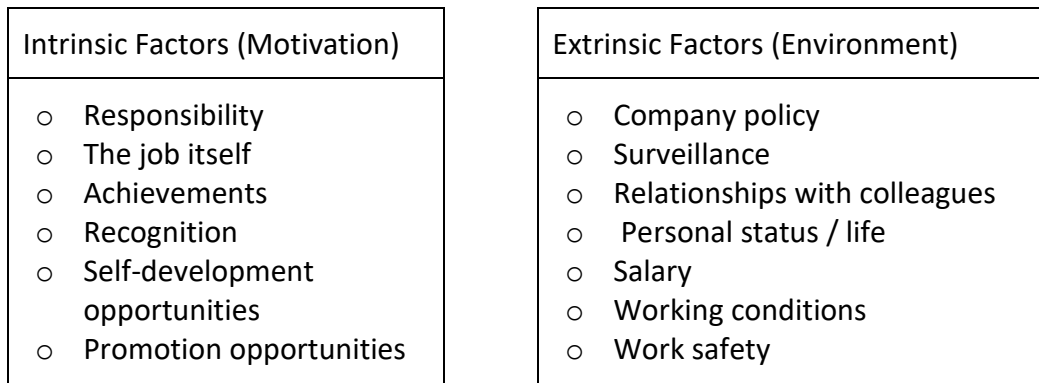 Intrinsic Factors (Motivation)
o Responsibility
o The job itself
o Achievements
o Recognition
o Self-development
opportunities
o Promotion opportunities
Extrinsic Factors (Environment)
o Company policy
o Surveillance
o Relationships with colleagues
o Personal status / life
o Salary
o Working conditions
o Work safety